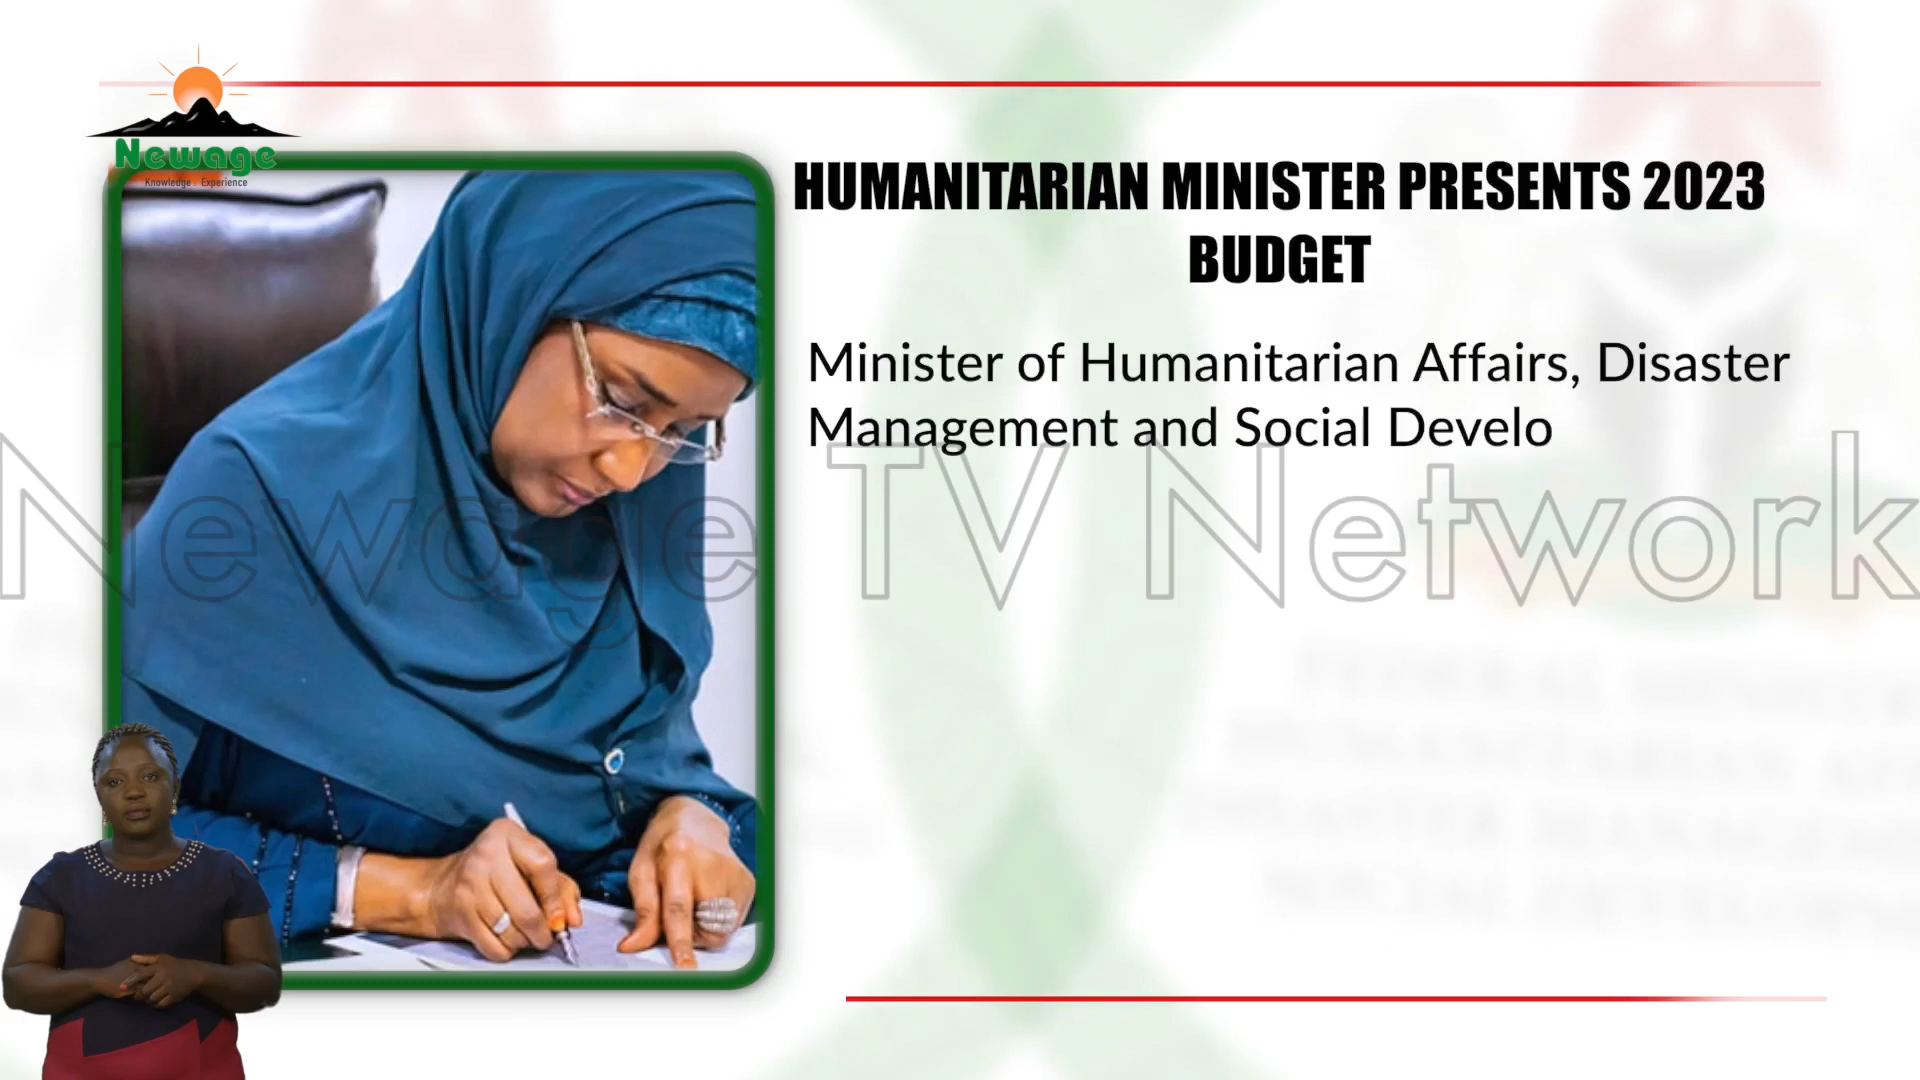 Newage
Knowledge Experience
HUMANITARIAN MINISTER PRESENTS 2023
BUDGET
Minister of Humanitarian Affairs, Disaster
Management and Social Develo
Newage TV Network